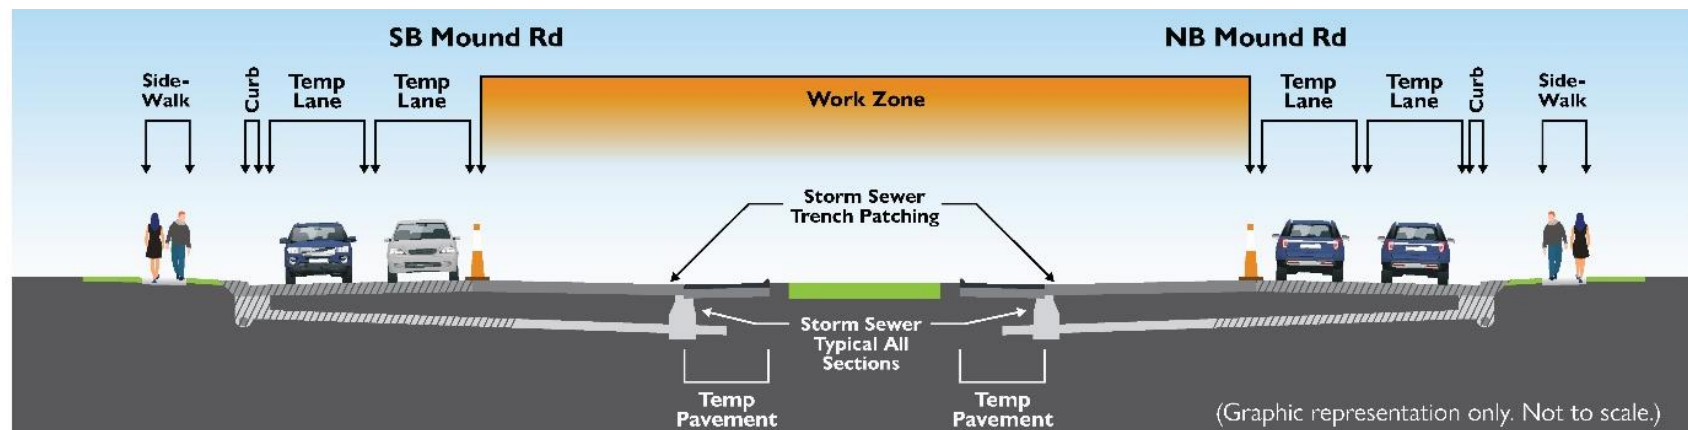 SB Mound Rd
NB Mound Rd
Side-
Walk
Curb
Temp
Lane
Temp
Lane
Work Zone
Temp
Lane
Temp
Lane
Curb
Side-
Walk
Storm Sewer
Trench Patching
Storm Sewer
Typical All
Sections
Temp
Pavement
Temp
Pavement
(Graphic representation only. Not to scale.)